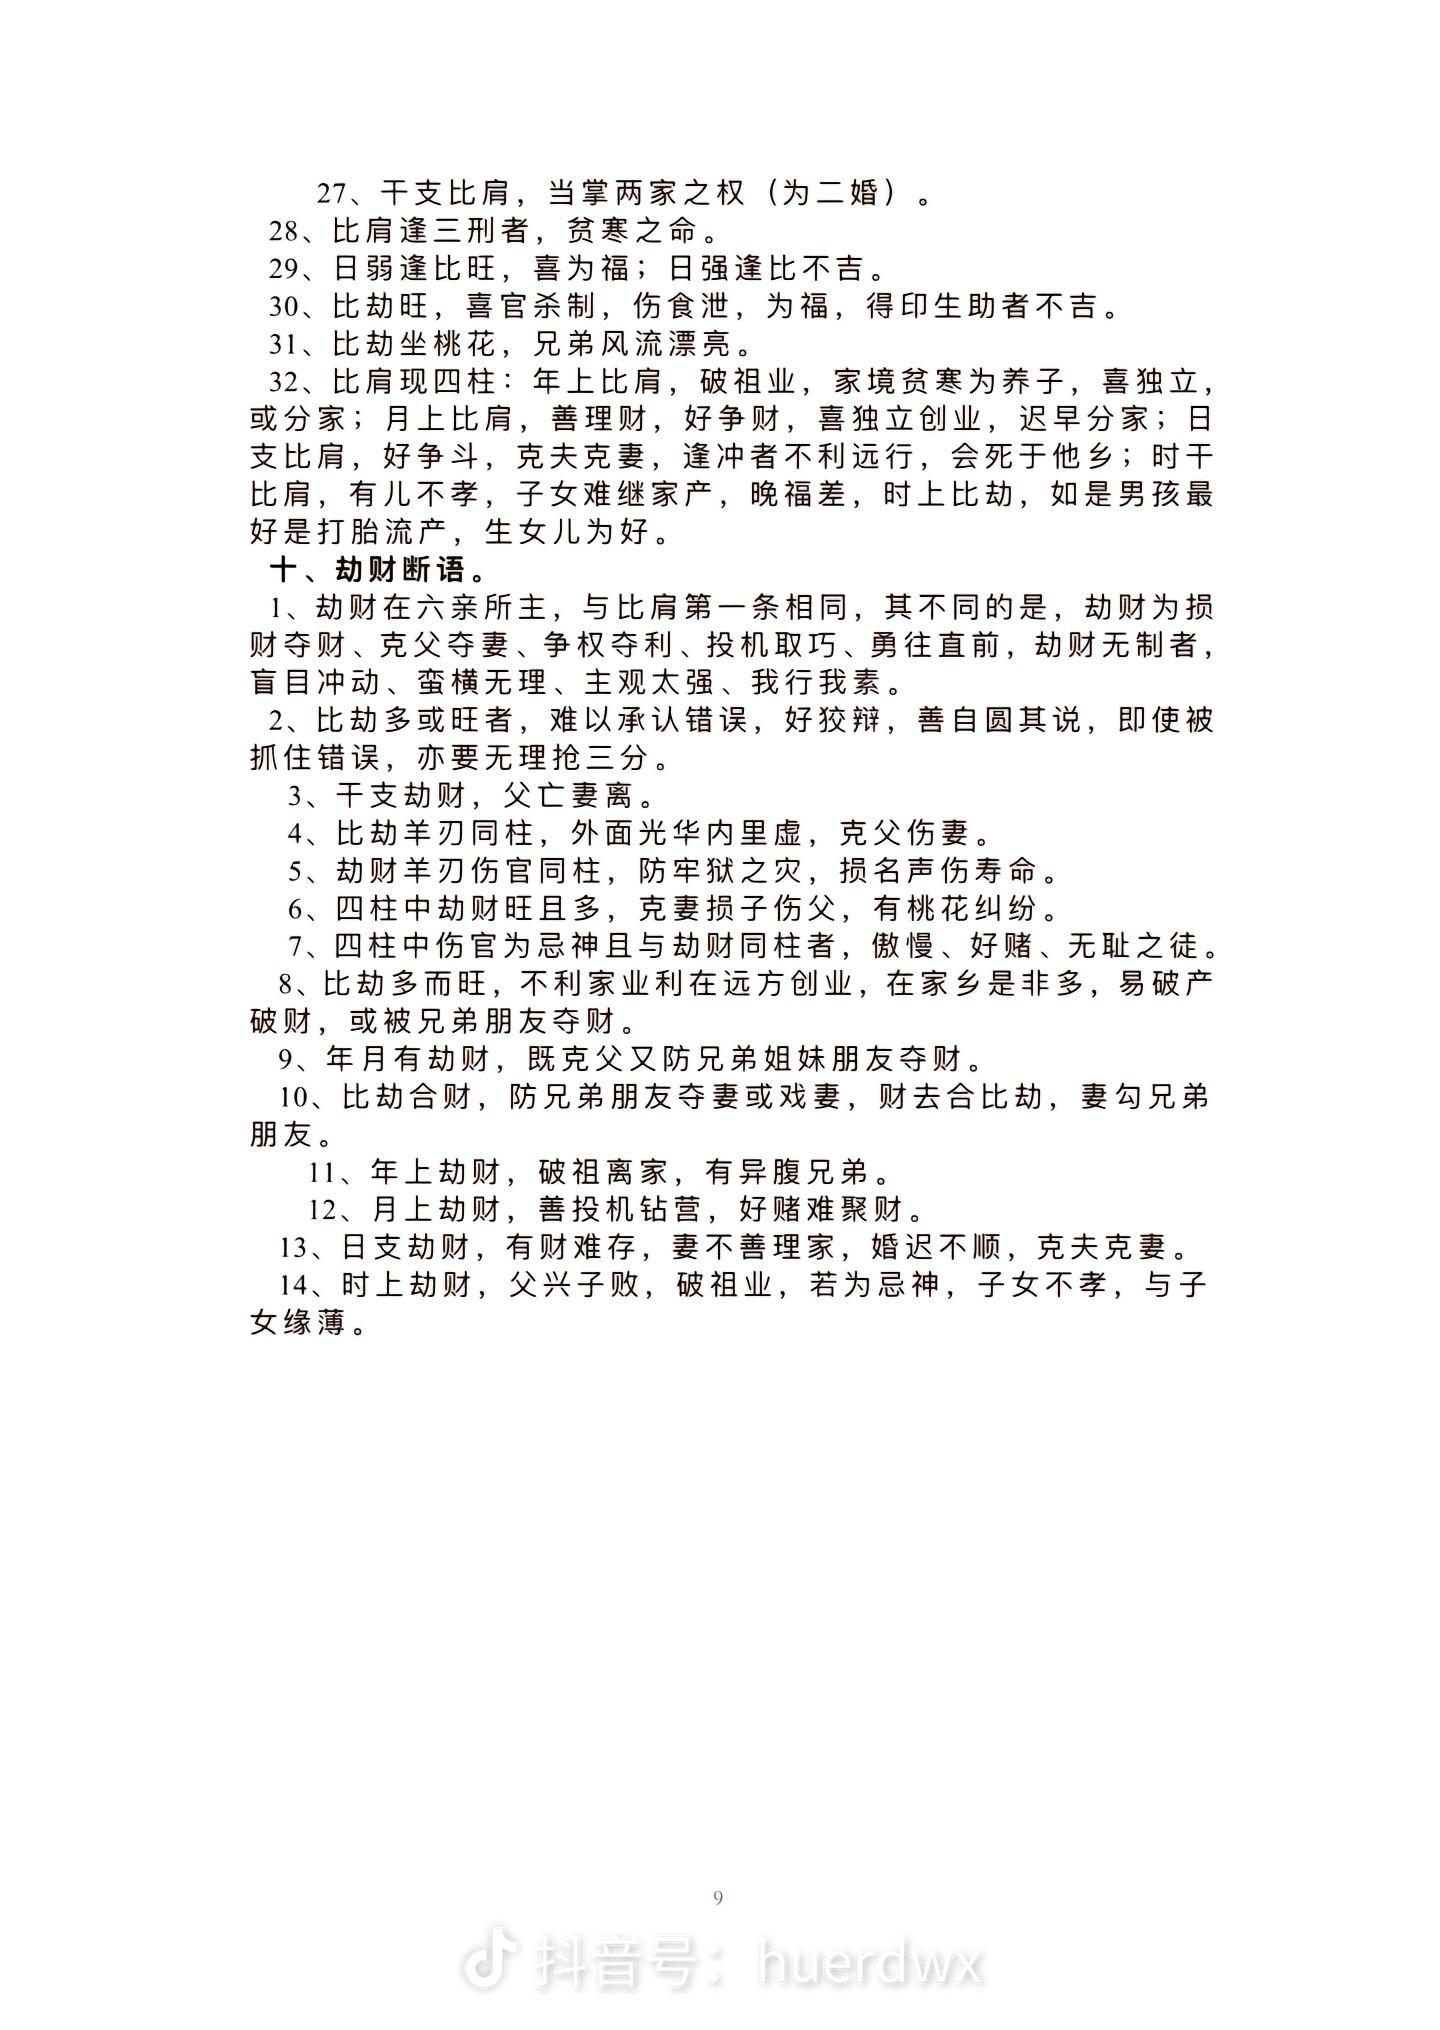 27、干支比肩，当掌两家之权（为二婚）。
28、比肩逢三刑者，贫寒之命。
29、日弱逢比旺，喜为福；日强逢比不吉。
30、比劫旺，喜官杀制，伤食泄，为福，得印生助者不吉。
31、比劫坐桃花，兄弟风流漂亮。
32、比肩现四柱：年上比肩，破祖业，家境贫寒为养子，喜独立，
或分家；月上比肩，善理财，好争财，喜独立创业，迟早分家；日
支比肩，好争斗，克夫克妻，逢冲者不利远行，会死于他乡；时干
比肩，有儿不孝，子女难继家产，晚福差，时上比劫，如是男孩最
好是打胎流产，生女儿为好。
十、劫财断语。
1、劫财在六亲所主，与比肩第一条相同，其不同的是，劫财为损
财夺财、克父夺妻、争权夺利、投机取巧、勇往直前，劫财无制者，
盲目冲动、蛮横无理、主观太强、我行我素。
2、比劫多或旺者，难以承认错误，好狡辩，善自圆其说，即使被
抓住错误，亦要无理抢三分。
3、干支劫财，父亡妻离。
4、比劫羊刃同柱，外面光华内里虚，克父伤妻。
5、劫财羊刃伤官同柱，防牢狱之灾，损名声伤寿命。
6、四柱中劫财旺且多，克妻损子伤父，有桃花纠纷。
7、四柱中伤官为忌神且与劫财同柱者，傲慢、好赌、无耻之徒。
8、比劫多而旺，不利家业利在远方创业，在家乡是非多，易破产
破财，或被兄弟朋友夺财。
9、年月有劫财，既克父又防兄弟姐妹朋友夺财。
10、比劫合财，防兄弟朋友夺妻或戏妻，财去合比劫，妻勾兄弟
朋友。
11、年上劫财，破祖离家，有异腹兄弟。
12、月上劫财，善投机钻营，好赌难聚财。
13、日支劫财，有财难存，妻不善理家，婚迟不顺，克夫克妻。
14、时上劫财，父兴子败，破祖业，若为忌神，子女不孝，与子
女缘薄。
9
抖音号：huerdwx